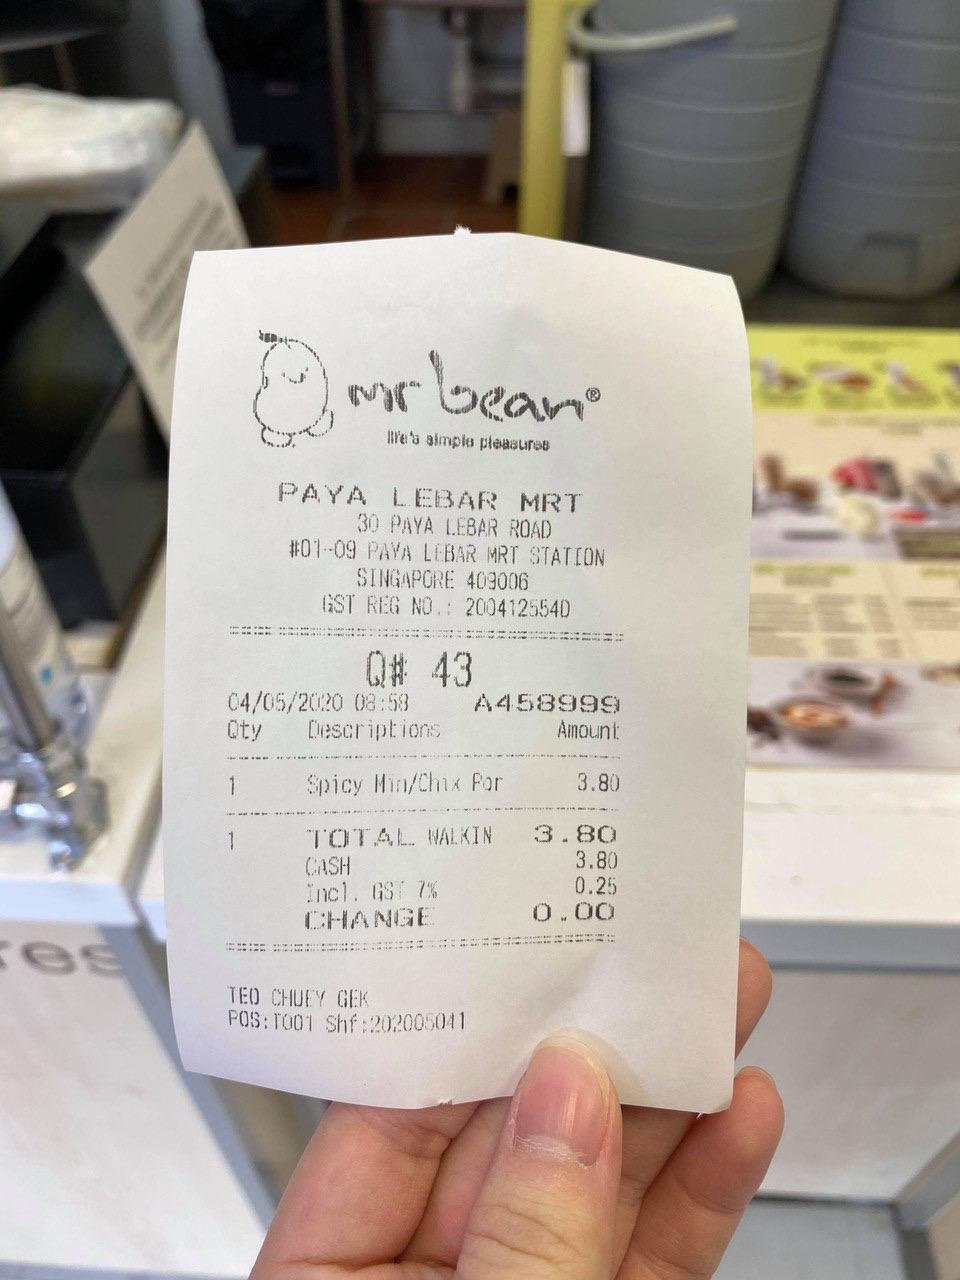 mr bean®
life's simple pleasures
PAYA LEBAR MRT
30 PAYA LEBAR ROAD
#01-09 PAYA LEBAR MRT STATION
SINGAPORE 409006
GST REG NO.: 200412554D
Q# 43
04/05/2020 08:58 A458999
Qty Descriptions Amount
1 Spicy Min/Chix Por 3.80
1 TOTAL WALKIN 3.80
CASH 3.80
Incl. GST 7% 0.25
CHANGE 0.00
TEO CHUEY GEK
POS:T001 Shf:202005041
res